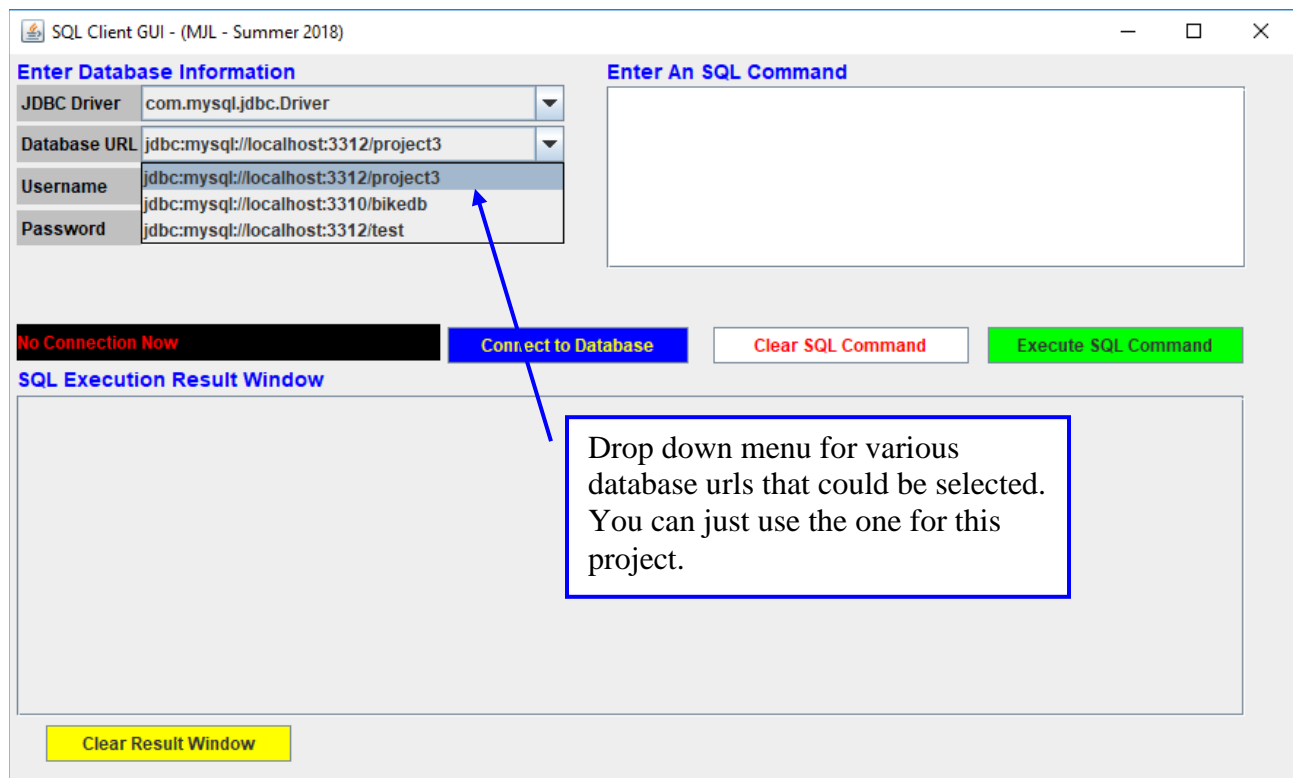 SQL Client GUI - (MJL - Summer 2018)
Enter Database Information
Enter An SQL Command
JDBC Driver
com.mysql.jdbc.Driver
Database URL
jdbc:mysql://localhost:3312/project3
Username
jdbc:mysql://localhost:3312/project3
jdbc:mysql://localhost:3310/bikedb
Password
jdbc:mysql://localhost:3312/test
No Connection Now
Connect to Database
Clear SQL Command
Execute SQL Command
SQL Execution Result Window
Drop down menu for various
database urls that could be selected.
You can just use the one for this
project.
Clear Result Window